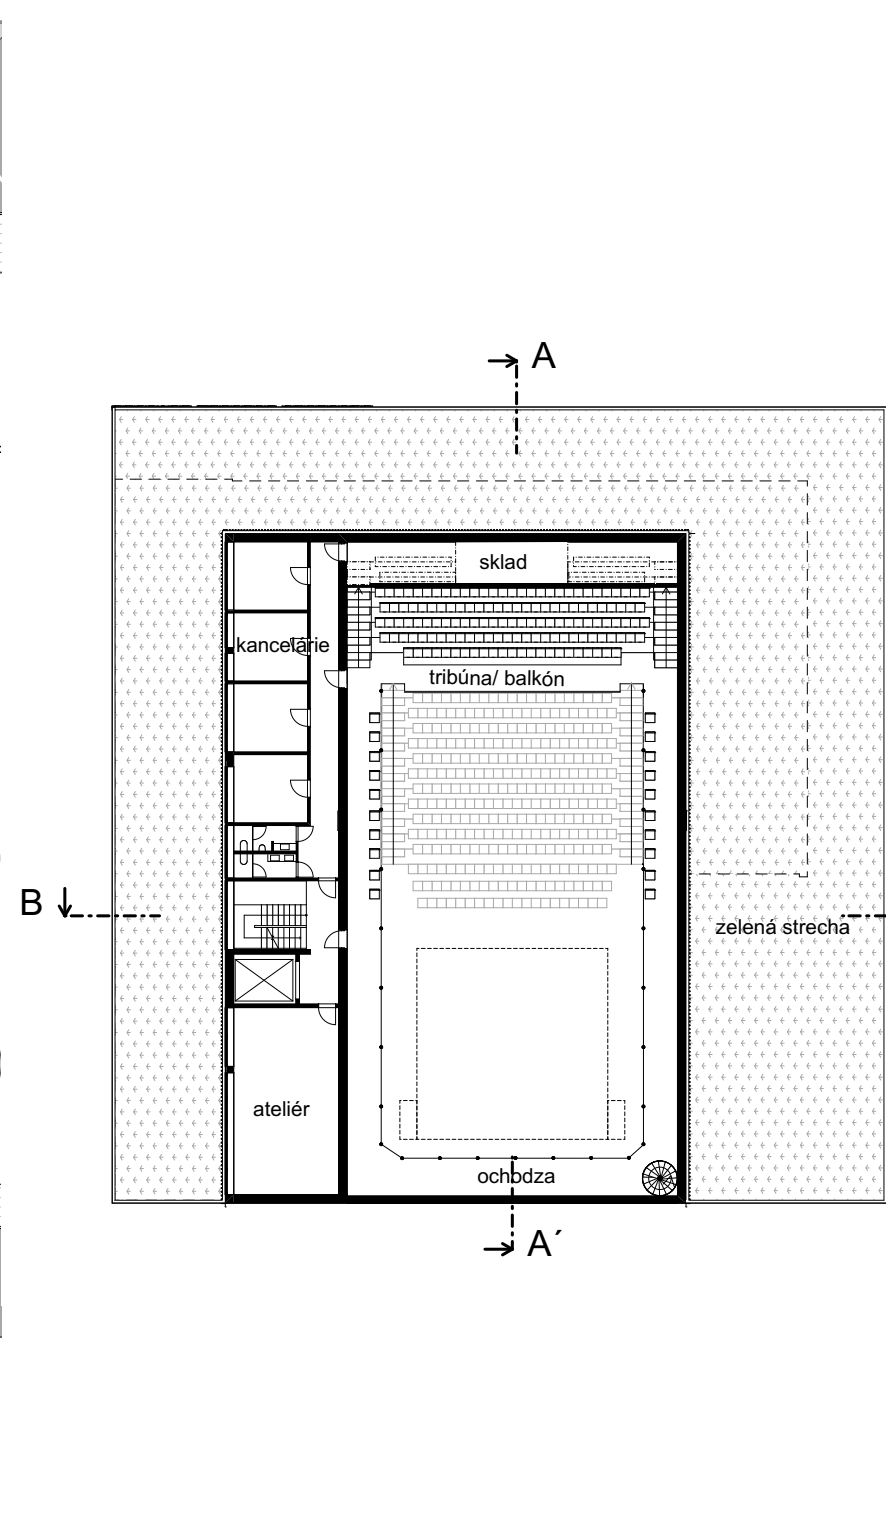 A
sklad
kancelárie
tribúna/ balkón
B
zelená strecha
ateliér
ochodza
A´